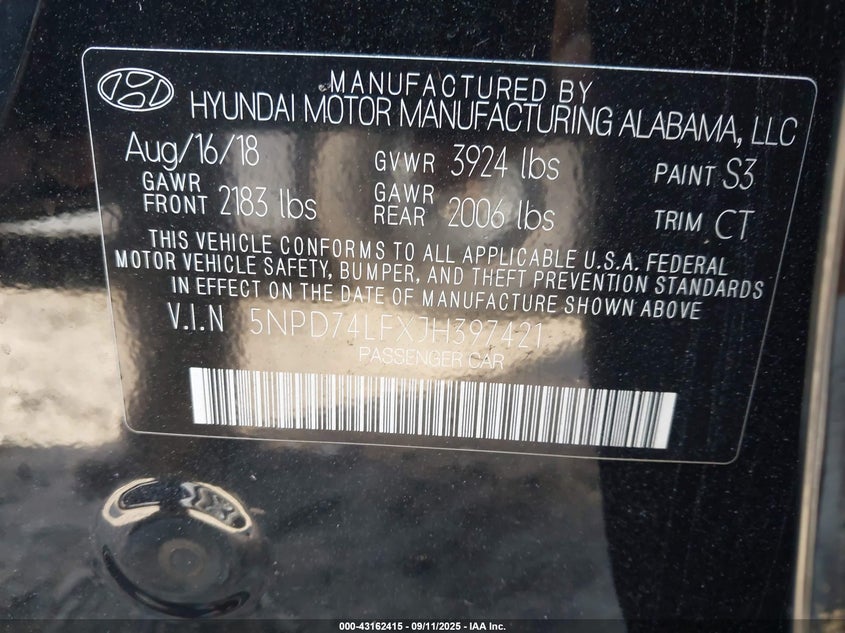 MANUFACTURED BY
HYUNDAI MOTOR MANUFACTURING ALABAMA, LLC
Aug/16/18 GVWR 3924 lbs PAINT S3
GAWR FRONT 2183 lbs GAWR REAR 2006 lbs TRIM CT
THIS VEHICLE CONFORMS TO ALL APPLICABLE U.S.A. FEDERAL
MOTOR VEHICLE SAFETY, BUMPER, AND THEFT PREVENTION STANDARDS
IN EFFECT ON THE DATE OF MANUFACTURE SHOWN ABOVE
V.I.N 5NPD74LFXJH397421
PASSENGER CAR
000-43162415 - 09/11/2025 - IAA Inc.